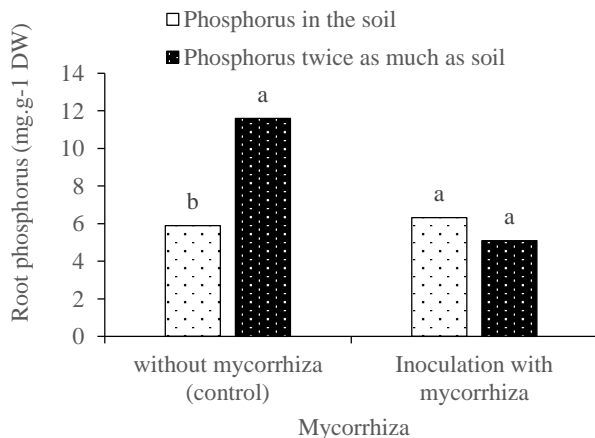 Phosphorus in the soil
Phosphorus twice as much as soil
Root phosphorus (mg.g-1 DW)
14
12
10
8
6
4
2
0
b
a
a
a
without mycorrhiza
(control)
Inoculation with
mycorrhiza
Mycorrhiza